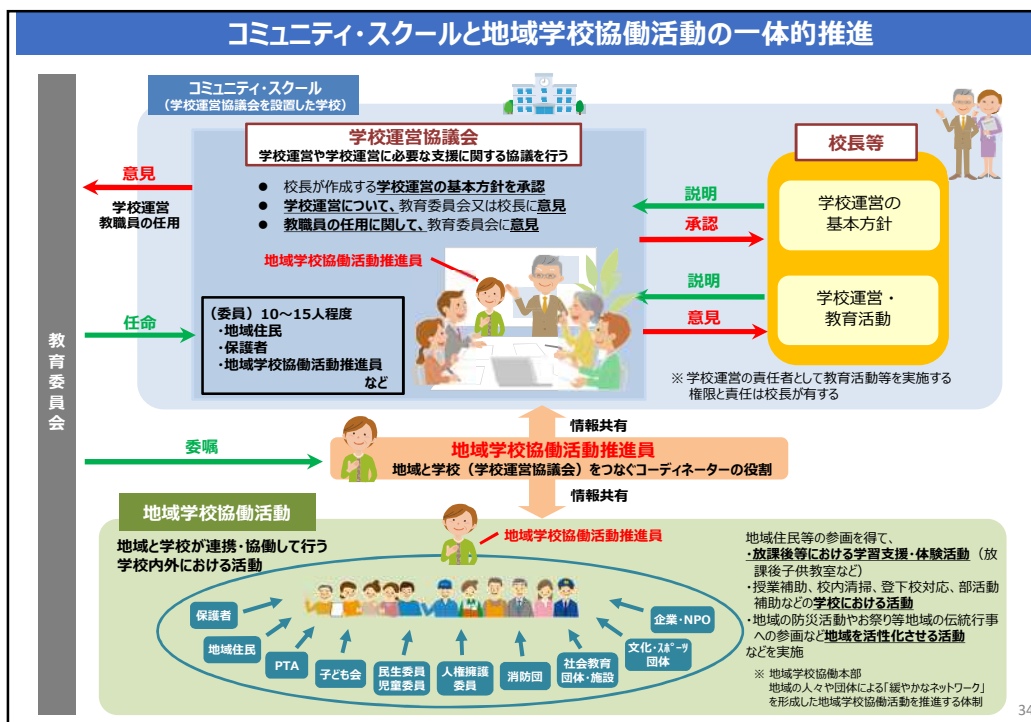 コミュニティ・スクールと地域学校協働活動の一体的推進
教育委員会
コミュニティ・スクール
（学校運営協議会を設置した学校）
学校運営協議会
学校運営や学校運営に必要な支援に関する協議を行う
● 校長が作成する学校運営の基本方針を承認
● 学校運営について、教育委員会又は校長に意見
● 教職員の任用に関して、教育委員会に意見
意見
学校運営
教職員の任用
地域学校協働活動推進員
任命
（委員）10～15人程度
・地域住民
・保護者
・地域学校協働活動推進員
など
校長等
説明
承認
学校運営の
基本方針
説明
意見
学校運営・
教育活動
※ 学校運営の責任者として教育活動等を実施する
権限と責任は校長が有する
情報共有
委嘱
地域学校協働活動推進員
地域と学校（学校運営協議会）をつなぐコーディネーターの役割
情報共有
地域学校協働活動
地域と学校が連携・協働して行う
学校内外における活動
地域学校協働活動推進員
保護者
地域住民
PTA
子ども会
民生委員
児童委員
人権擁護
委員
消防団
社会教育
団体・施設
文化・ｽﾎﾟｰﾂ
団体
企業・NPO
地域住民等の参画を得て、
・放課後等における学習支援・体験活動（放
課後子供教室など）
・授業補助、校内清掃、登下校対応、部活動
補助などの学校における活動
・地域の防災活動やお祭り等地域の伝統行事
への参画など地域を活性化させる活動
などを実施
※ 地域学校協働本部
地域の人々や団体による「緩やかなネットワーク」
を形成した地域学校協働活動を推進する体制
34